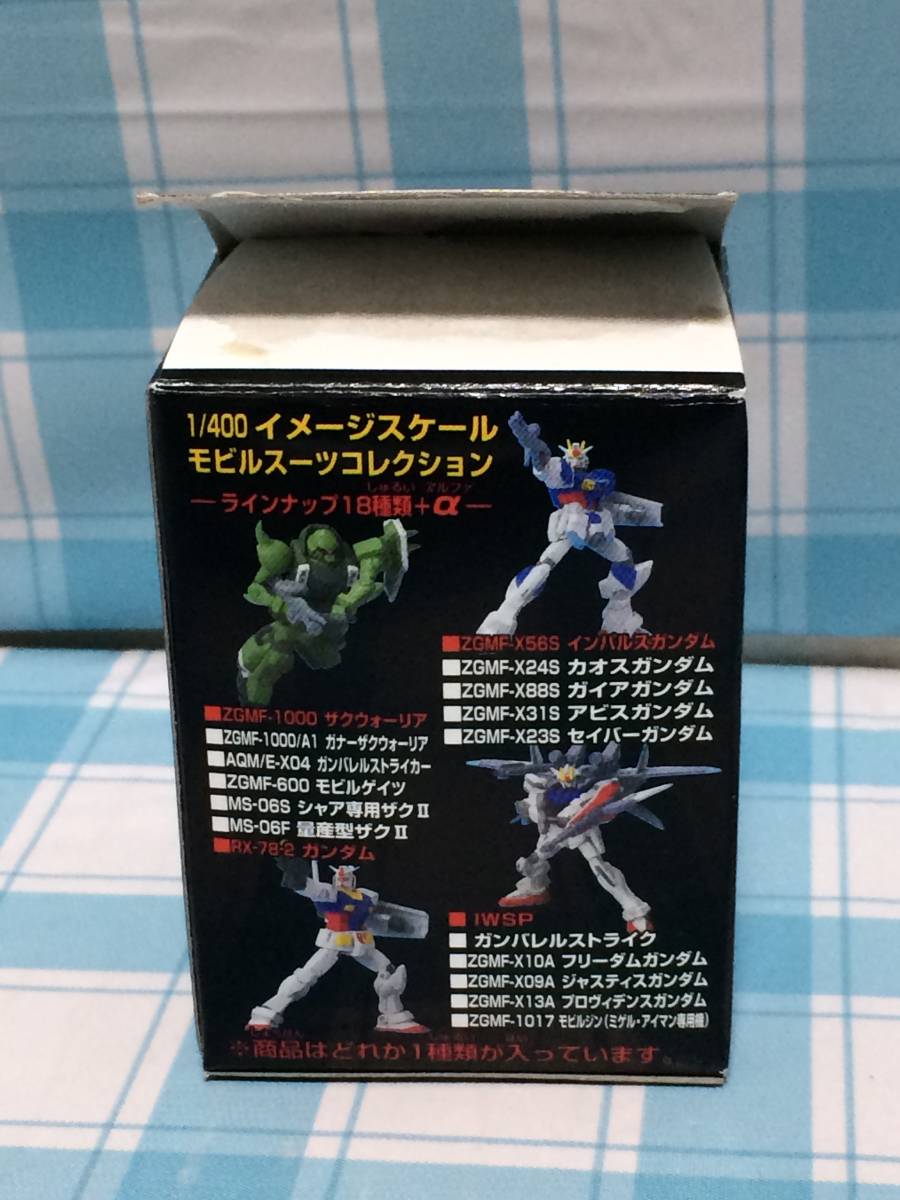 1/400 イメージスケール
モビルスーツコレクション
しゅるい アルファ
―ラインナップ18種類+α―
■ZGMF-1000 ザクウォーリア
■ZGMF-1000/A1 ガナーザクウォーリア
■AQM/E-X04 ガンバレルストライカー
■ZGMF-600 モビルゲイツ
■MS-06S シャア専用ザクⅡ
■MS-06F 量産型ザクⅡ
■RX-78-2 ガンダム
■ZGMF-X56S インパルスガンダム
■ZGMF-X24S カオスガンダム
■ZGMF-X88S ガイアガンダム
■ZGMF-X31S アビスガンダム
■ZGMF-X23S セイバーガンダム
■IWSP
■ガンバレルストライク
■ZGMF-X10A フリーダムガンダム
■ZGMF-X09A ジャスティスガンダム
■ZGMF-X13A プロヴィデンスガンダム
■ZGMF-1017 モビルジン(ミゲル・アイマン専用機)
しょうひん しゅるい はい
※商品はどれか1種類が入っています